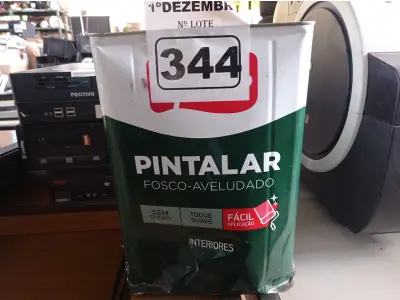 1º DEZEMBR
Nº LOTE
344
POSITIVO
PINTALAR
FOSCO-AVELUDADO
SEM CHEIRO
TOQUE SUAVE
FÁCIL APLICAÇÃO
INTERIORES